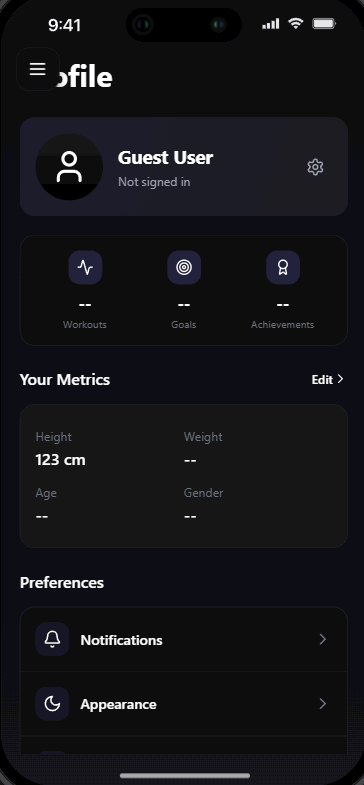 9:41
ofile
Guest User
Not signed in
-- -- --
Workouts Goals Achievements
Your Metrics Edit
Height Weight
123 cm --
Age Gender
-- --
Preferences
Notifications
Appearance